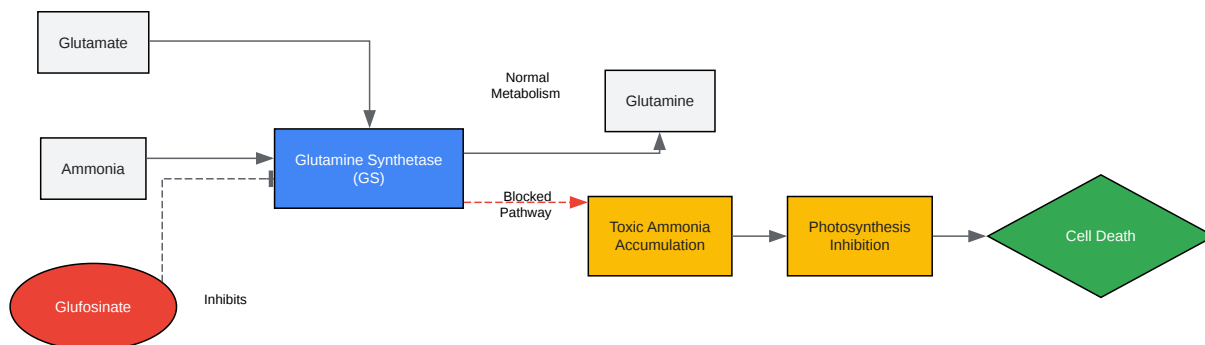 Glutamate
Normal
Metabolism
Glutamine
Ammonia
Glutamine Synthetase
(GS)
Blocked
Pathway
Toxic Ammonia
Accumulation
Photosynthesis
Inhibition
Cell Death
Glufosinate
Inhibits